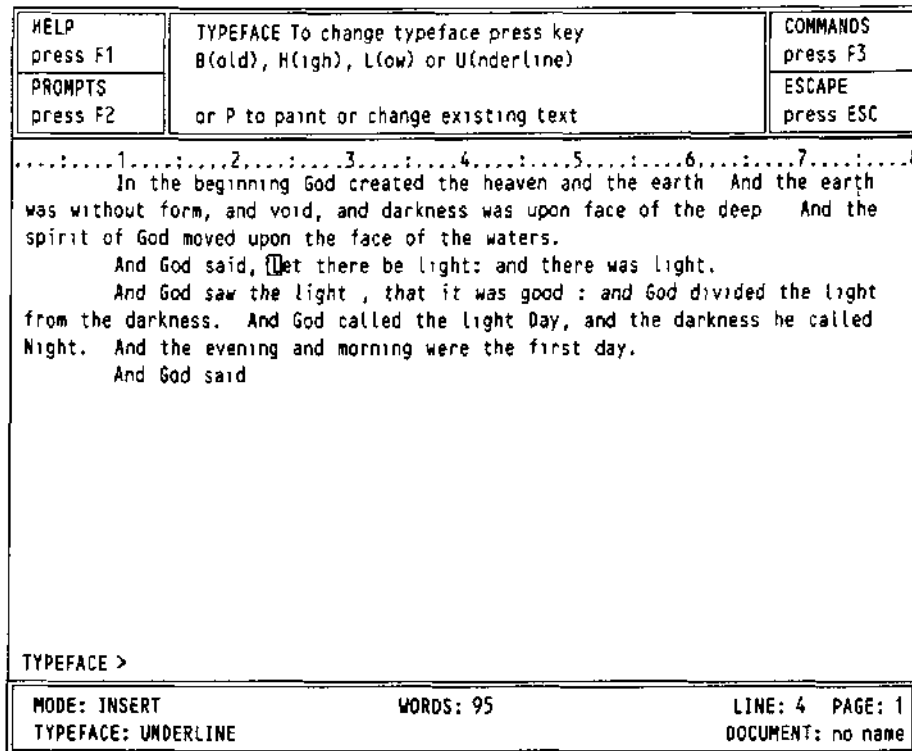 HELP
press F1
PROMPTS
press F2
TYPEFACE To change typeface press key
B(old), H(igh), L(ow) or U(nderline)
or P to paint or change existing text
COMMANDS
press F3
ESCAPE
press ESC
....:....1....:....2....:....3....:....4....:....5....:....6....:....7....:....8
In the beginning God created the heaven and the earth And the earth
was without form, and void, and darkness was upon face of the deep And the
spirit of God moved upon the face of the waters.
And God said, Let there be light: and there was light.
And God saw the light , that it was good : and God divided the light
from the darkness. And God called the light Day, and the darkness he called
Night. And the evening and morning were the first day.
And God said
TYPEFACE >
MODE: INSERT WORDS: 95 LINE: 4 PAGE: 1
TYPEFACE: UNDERLINE DOCUMENT: no name